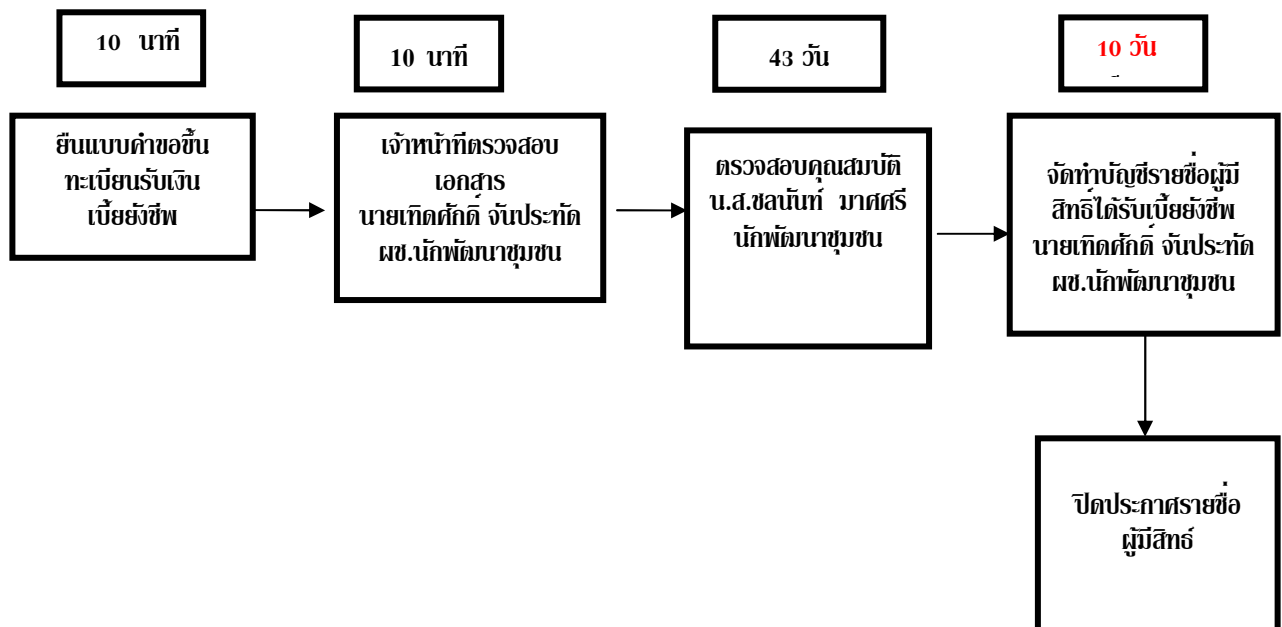 10 นาที
10 นาที
43 วัน
10 วัน
ยืนแบบคำขอขึ้น
ทะเบียนรับเงิน
เบี้ยยังชีพ
เจ้าหน้าที่ตรวจสอบ
เอกสาร
นายเทิดศักดิ์ จันประทัด
ผช.นักพัฒนาชุมชน
ตรวจสอบคุณสมบัติ
น.ส.ชลนันท์ มาศศรี
นักพัฒนาชุมชน
จัดทำบัญชีรายชื่อผู้มี
สิทธิ์ได้รับเบี้ยยังชีพ
นายเทิดศักดิ์ จันประทัด
ผช.นักพัฒนาชุมชน
ปิดประกาศรายชื่อ
ผู้มีสิทธ์